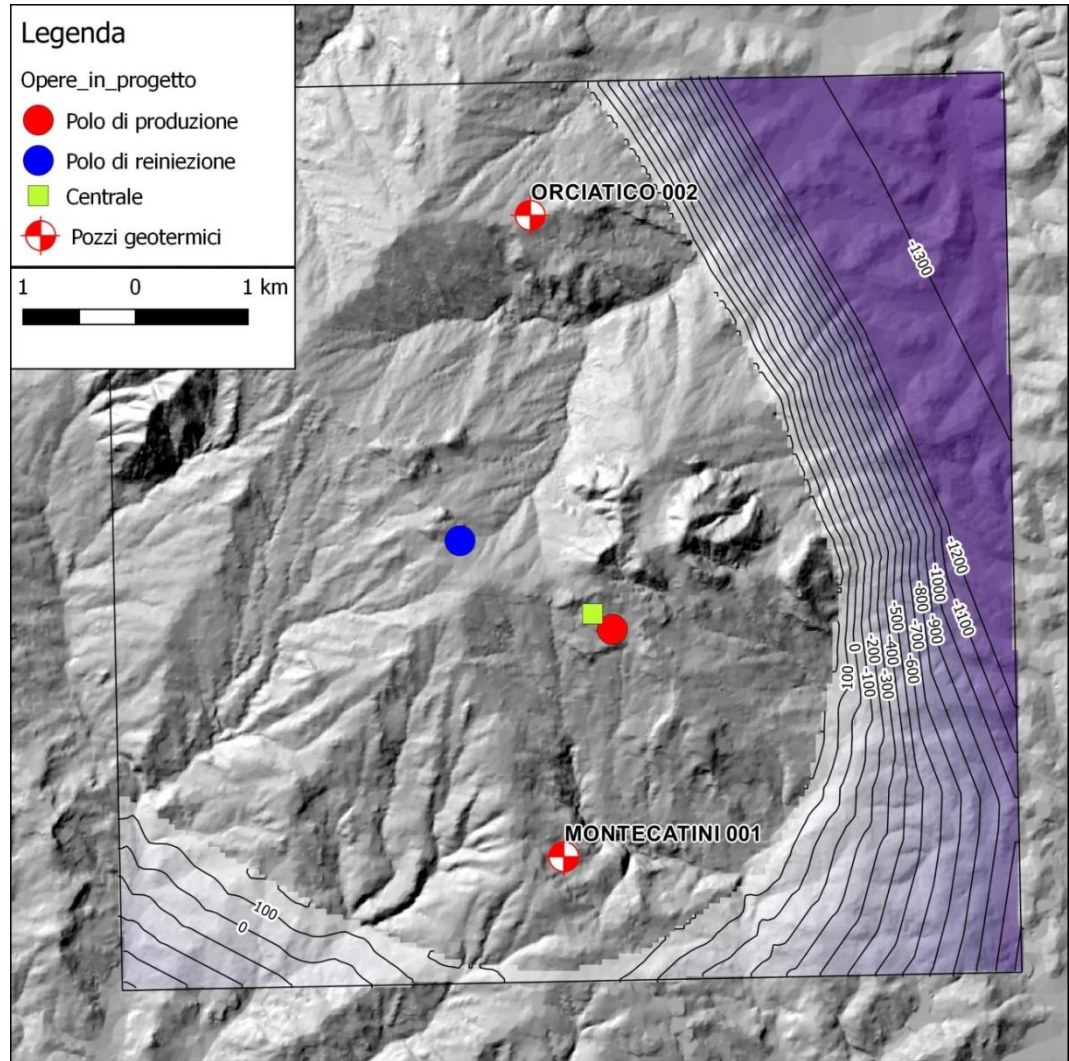 Legenda
Opere_in_progetto
Polo di produzione
Polo di reiniezione
Centrale
Pozzi geotermici
1 0 1 km
ORCIATICO 002
-1300
-1200
-1100
-1000
-900
-800
-700
-600
-500
-400
-300
-200
-100
0
100
MONTECATINI 001
100
0